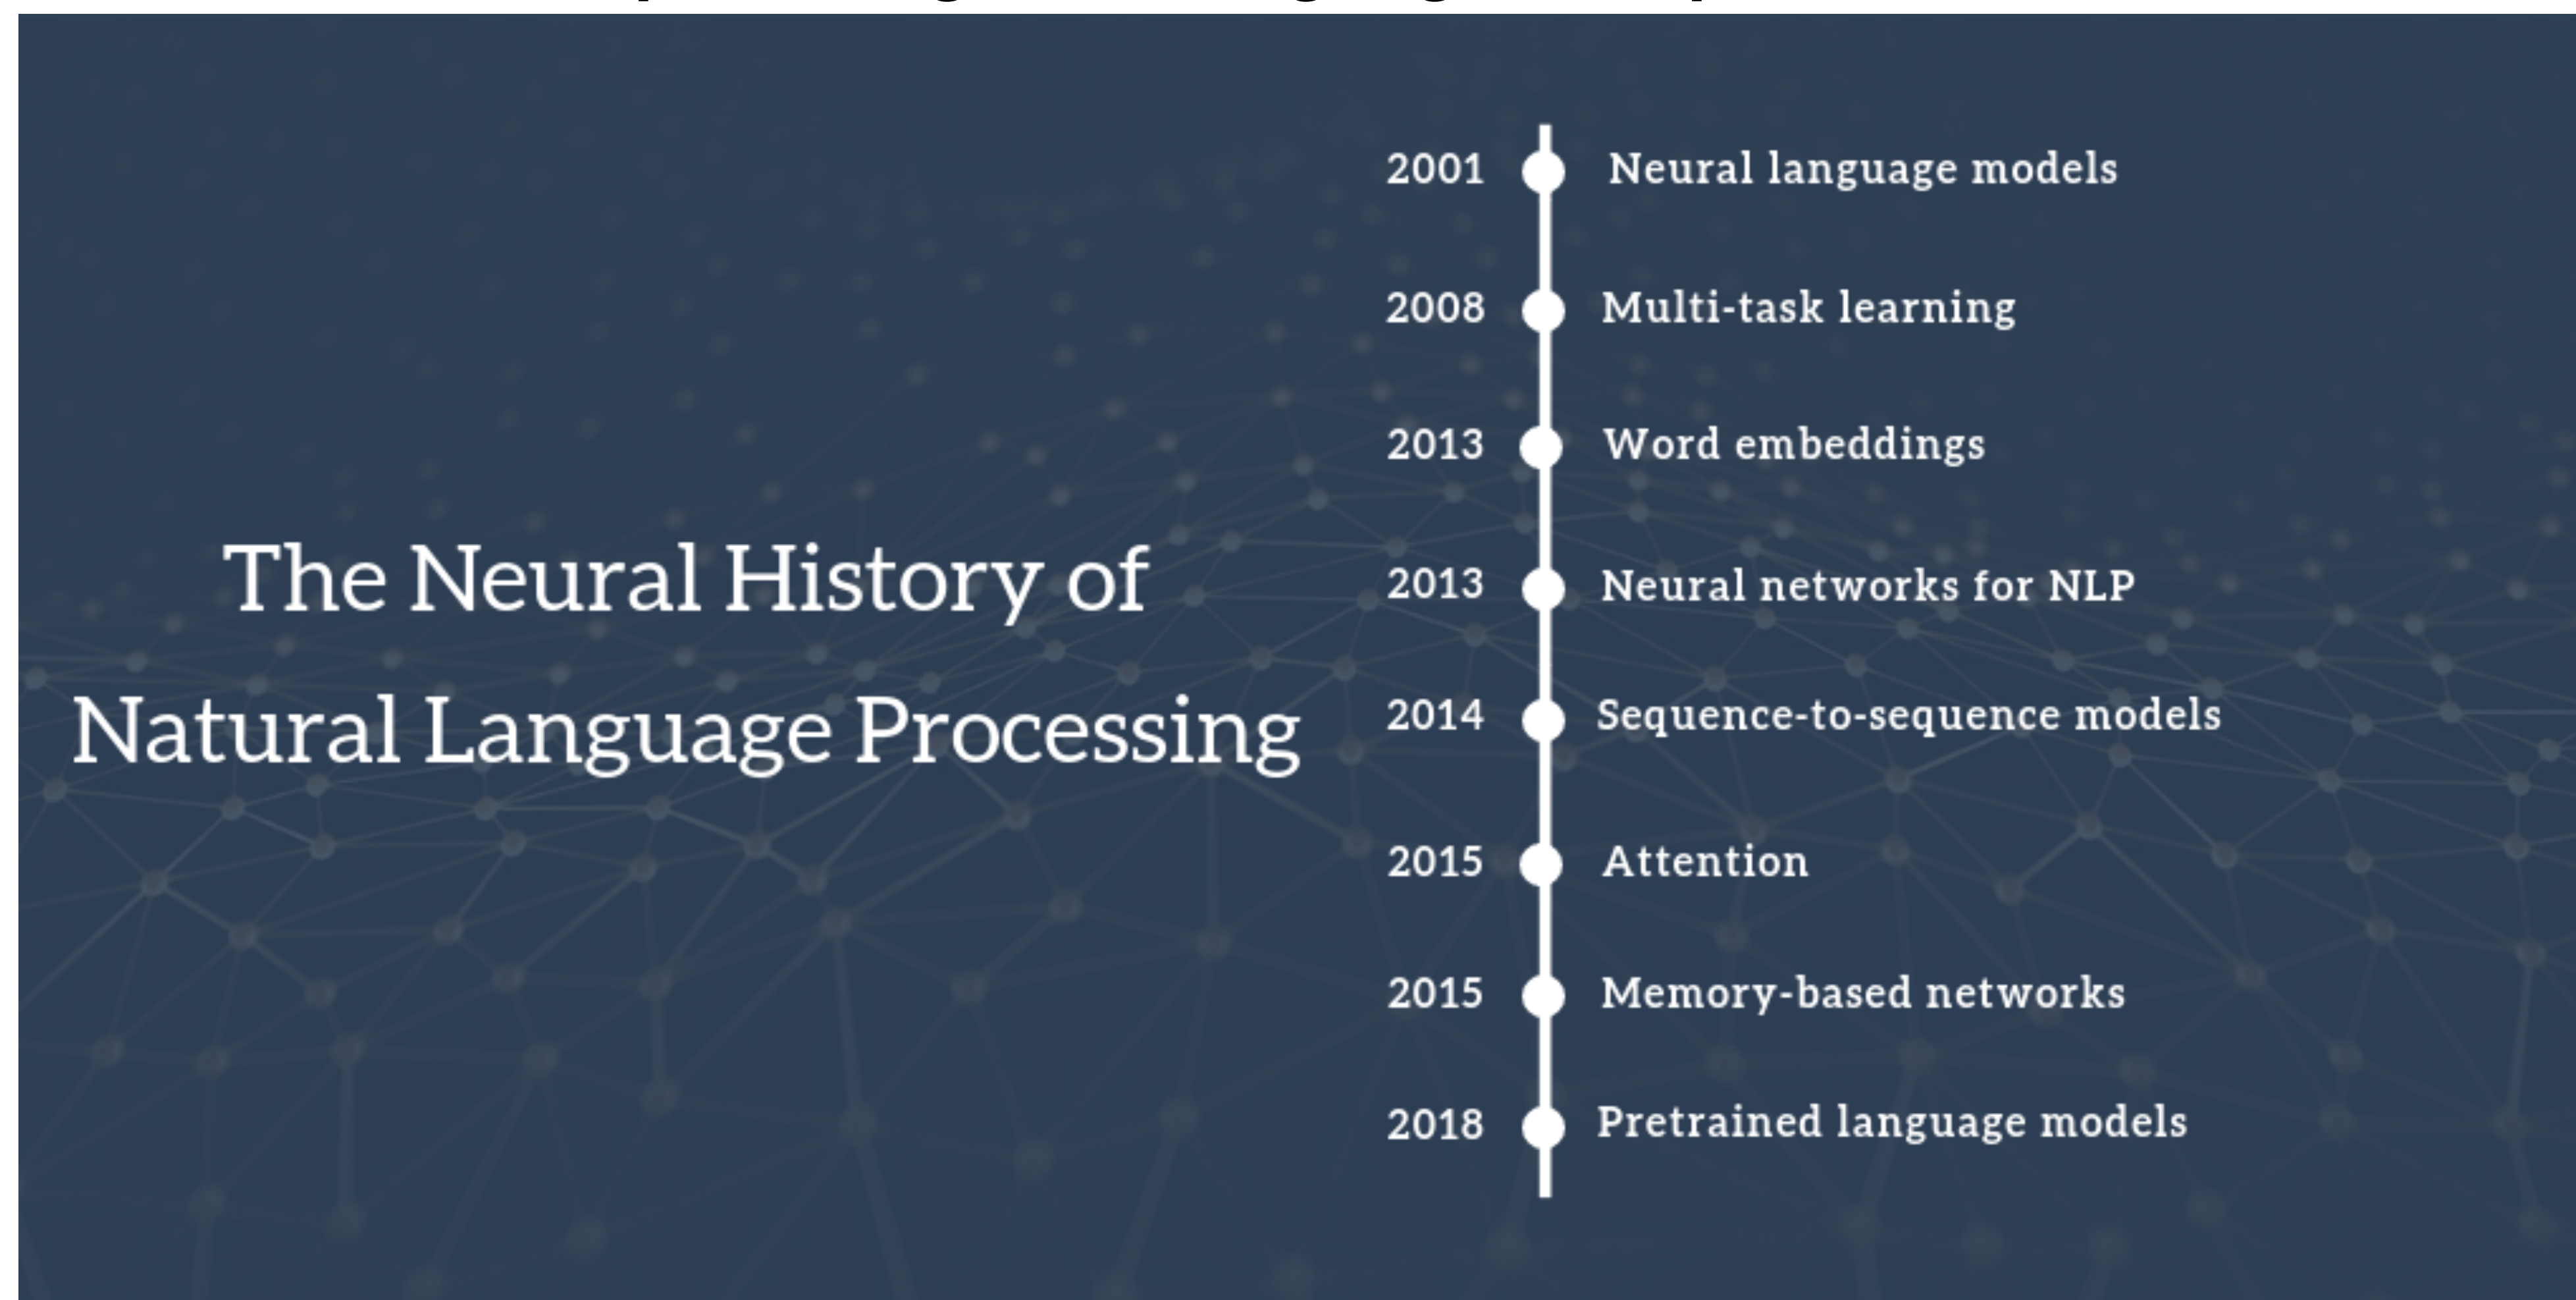 The Neural History of
Natural Language Processing
2001 Neural language models
2008 Multi-task learning
2013 Word embeddings
2013 Neural networks for NLP
2014 Sequence-to-sequence models
2015 Attention
2015 Memory-based networks
2018 Pretrained language models